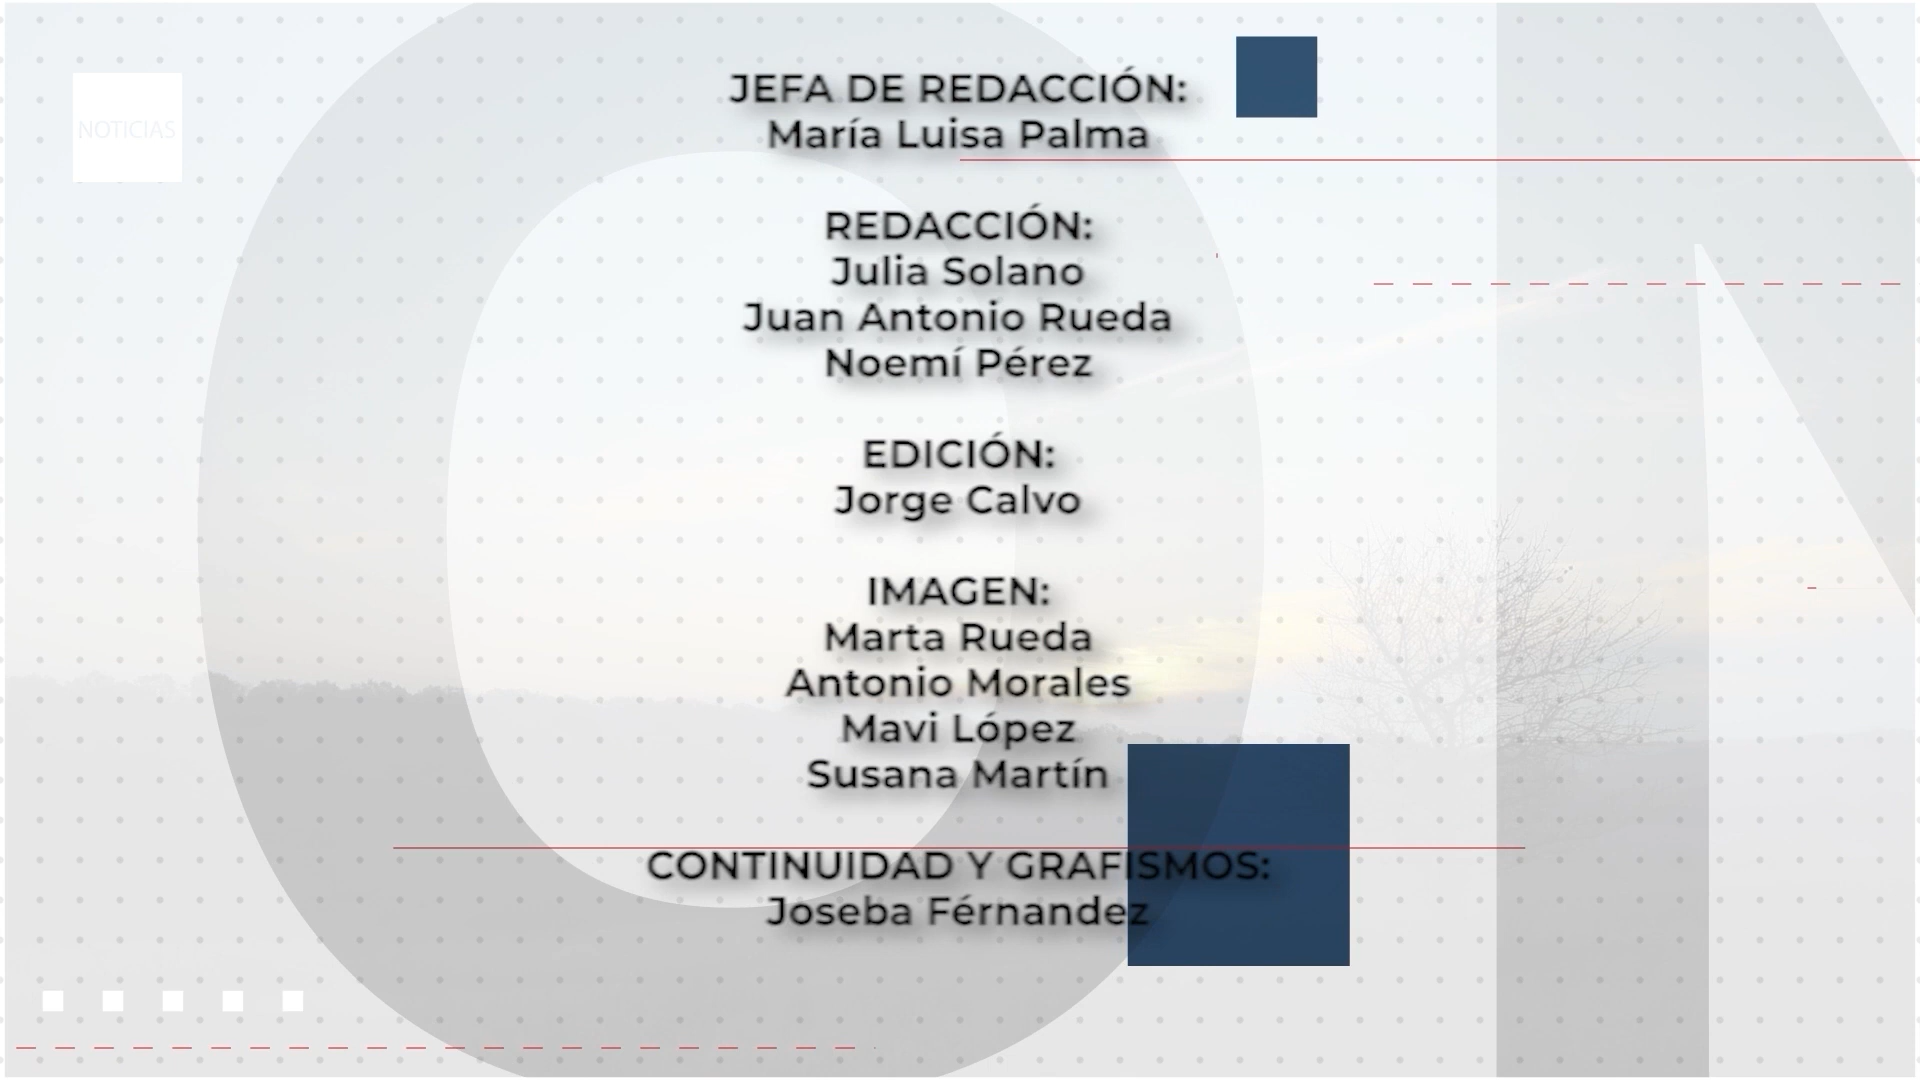 NOTICIAS
JEFA DE REDACCIÓN:
María Luisa Palma
REDACCIÓN:
Julia Solano
Juan Antonio Rueda
Noemí Pérez
EDICIÓN:
Jorge Calvo
IMAGEN:
Marta Rueda
Antonio Morales
Mavi López
Susana Martín
CONTINUIDAD Y GRAFISMOS:
Joseba Férnandez